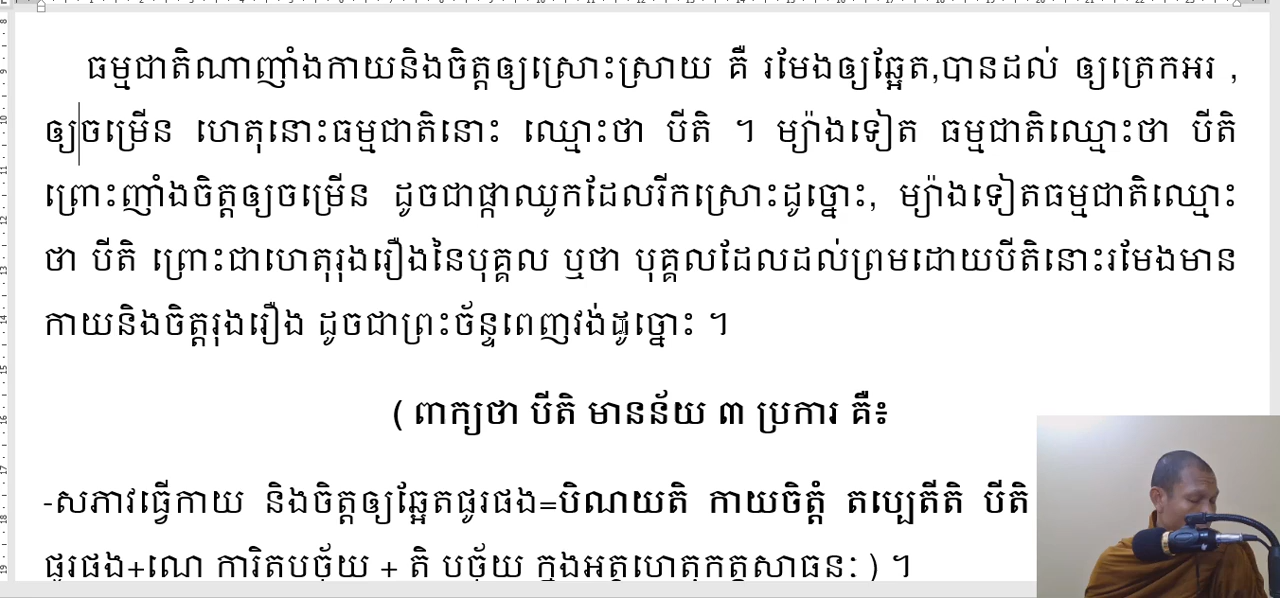 ធម្មជាតិណាញាំងកាយនិងចិត្តឲ្យស្រោះស្រាយ គឺ រមែងឲ្យឆ្អែត,បានដល់ ឲ្យត្រេកអរ ,
ឲ្យចម្រើន ហេតុនោះធម្មជាតិនោះ ឈ្មោះថា បីតិ ។ ម្យ៉ាងទៀត ធម្មជាតិឈ្មោះថា បីតិ
ព្រោះញាំងចិត្តឲ្យចម្រើន ដូចជាផ្កាឈូកដែលរីកស្រោះដូច្នោះ, ម្យ៉ាងទៀតធម្មជាតិឈ្មោះ
ថា បីតិ ព្រោះជាហេតុរុងរឿងនៃបុគ្គល ឬថា បុគ្គលដែលដល់ព្រមដោយបីតិនោះរមែងមាន
កាយនិងចិត្តរុងរឿង ដូចជាព្រះច័ន្ទពេញវង់ដូច្នោះ ។
( ពាក្យថា បីតិ មានន័យ ៣ ប្រការ គឺ៖
-សភាវធ្វើកាយ និងចិត្តឲ្យឆ្អែតផូរផង=បិណយតិ កាយចិត្តំ តប្បេតីតិ បីតិ
ផូរផង+ណេ ការិតបច្ច័យ + តិ បច្ច័យ ក្នុងអត្ថហេតុកត្តុសាធនៈ ) ។